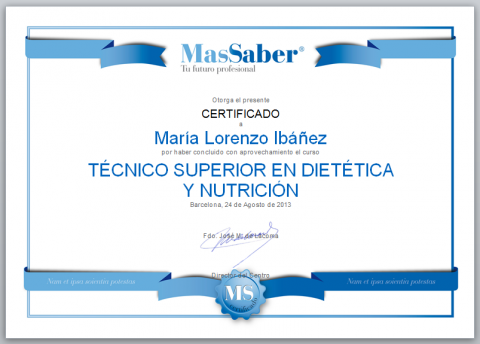 MasSaber®
Tu futuro profesional
Otorga el presente
CERTIFICADO
a
María Lorenzo Ibáñez
por haber concluido con aprovechamiento el curso
TÉCNICO SUPERIOR EN DIETÉTICA
Y NUTRICIÓN
Barcelona, 24 de Agosto de 2013
Fdo. José M. de Lacoma
Director del Centro
Nam et ipsa scientia potestas
MS
Nam et ipsa scientia potestas